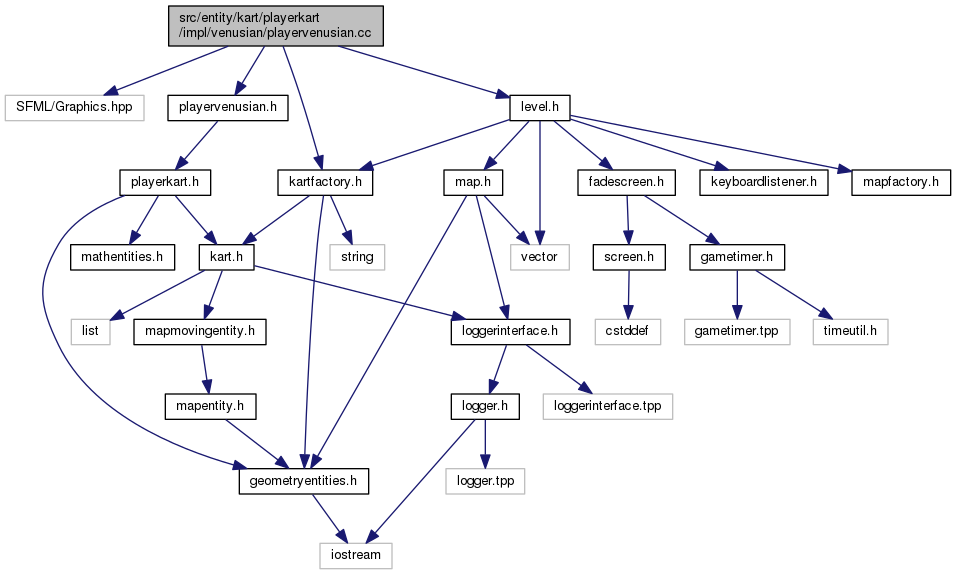 src/entity/kart/playerkart
/impl/venusian/playervenusian.cc
SFML/Graphics.hpp
playervenusian.h
level.h
playerkart.h
kartfactory.h
map.h
fadescreen.h
keyboardlistener.h
mapfactory.h
mathentities.h
kart.h
string
vector
screen.h
gametimer.h
list
mapmovingentity.h
loggerinterface.h
cstddef
gametimer.tpp
timeutil.h
mapentity.h
logger.h
loggerinterface.tpp
geometryentities.h
logger.tpp
iostream